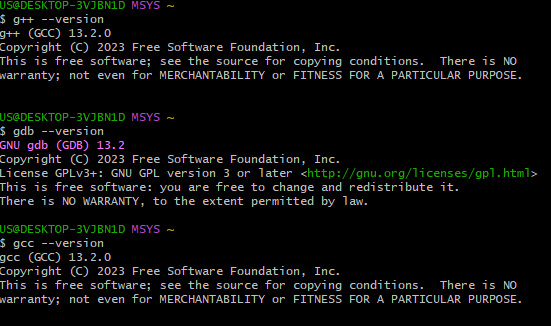 US@DESKTOP-3VJBN1D MSYS ~
$ g++ --version
g++ (GCC) 13.2.0
Copyright (C) 2023 Free Software Foundation, Inc.
This is free software; see the source for copying conditions.  There is NO
warranty; not even for MERCHANTABILITY or FITNESS FOR A PARTICULAR PURPOSE.
US@DESKTOP-3VJBN1D MSYS ~
$ gdb --version
GNU gdb (GDB) 13.2
Copyright (C) 2023 Free Software Foundation, Inc.
License GPLv3+: GNU GPL version 3 or later <http://gnu.org/licenses/gpl.html>
This is free software: you are free to change and redistribute it.
There is NO WARRANTY, to the extent permitted by law.
US@DESKTOP-3VJBN1D MSYS ~
$ gcc --version
gcc (GCC) 13.2.0
Copyright (C) 2023 Free Software Foundation, Inc.
This is free software; see the source for copying conditions.  There is NO
warranty; not even for MERCHANTABILITY or FITNESS FOR A PARTICULAR PURPOSE.